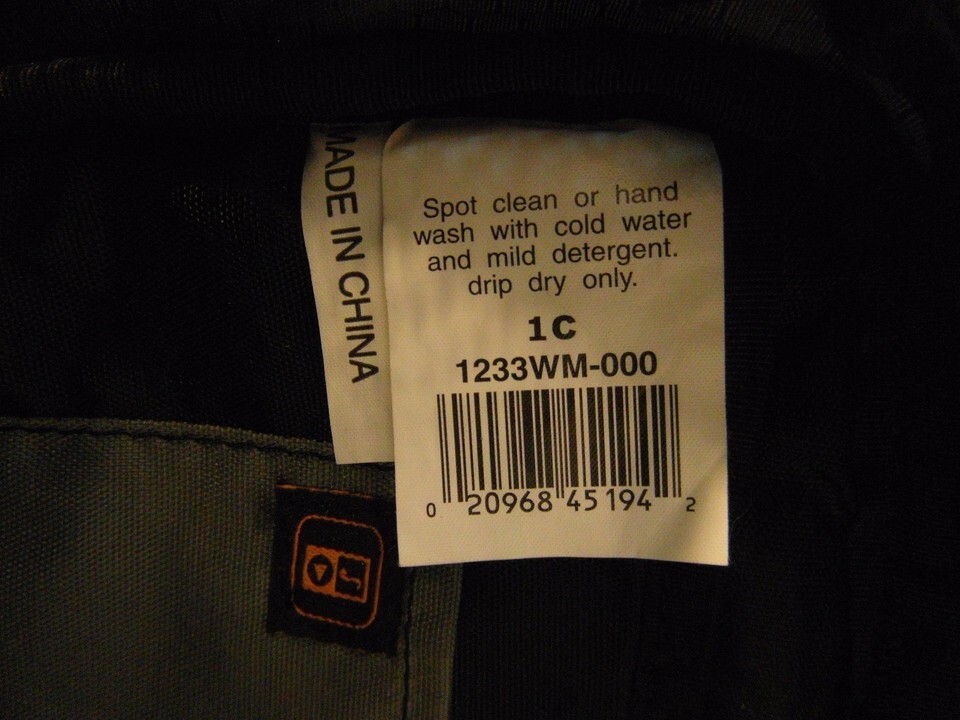 MADE IN CHINA
Spot clean or hand
wash with cold water
and mild detergent.
drip dry only.
1C
1233WM-000
0 20968 45194 2